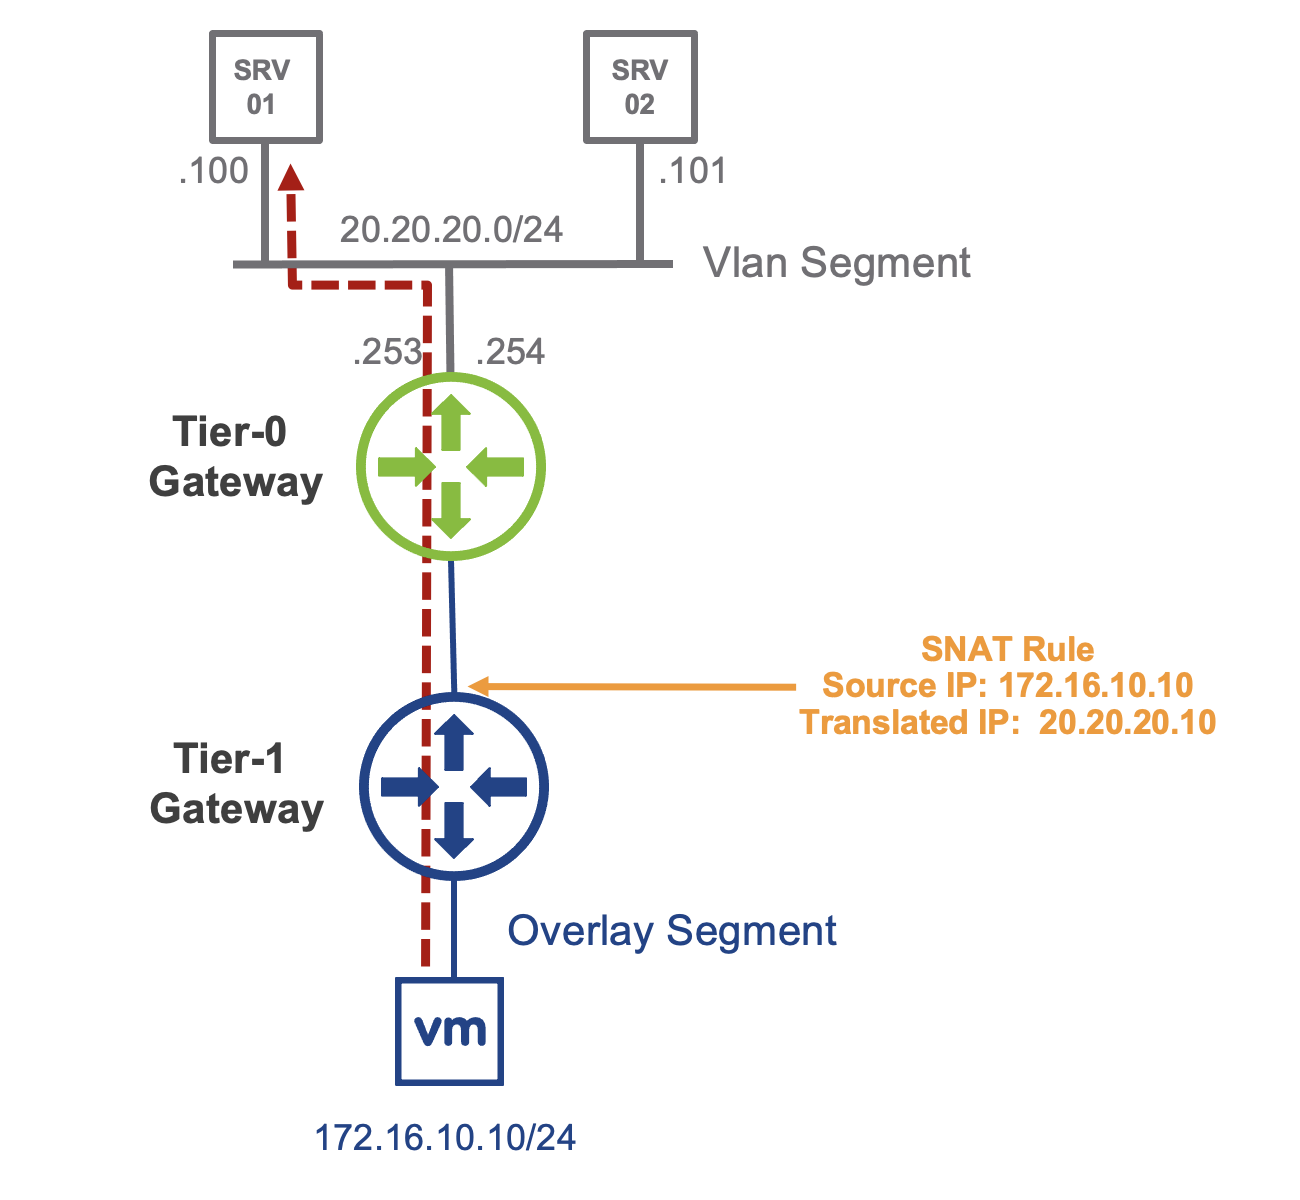 SRV
01
SRV
02
.100
.101
20.20.20.0/24
Vlan Segment
.253
.254
Tier-0
Gateway
SNAT Rule
Source IP: 172.16.10.10
Translated IP:  20.20.20.10
Tier-1
Gateway
Overlay Segment
vm
172.16.10.10/24